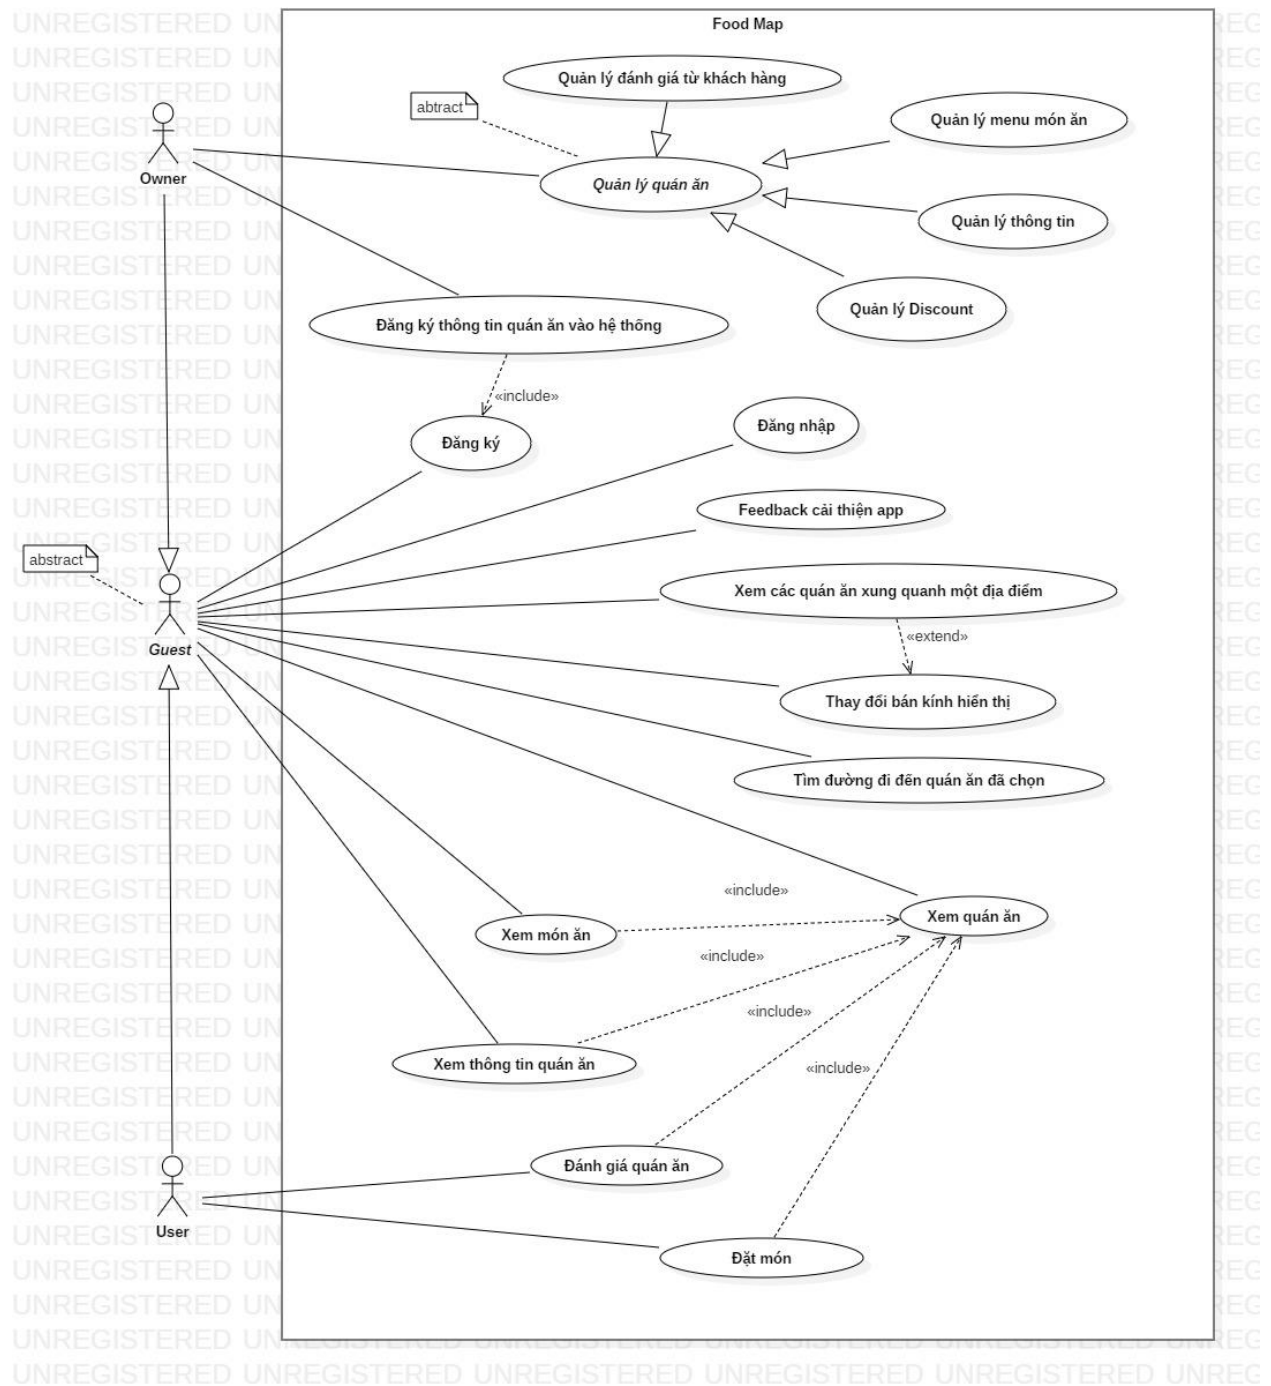 Food Map
Quản lý đánh giá từ khách hàng
abtract
Quản lý menu món ăn
Owner
Quản lý quán ăn
Quản lý thông tin
Quản lý Discount
Đăng ký thông tin quán ăn vào hệ thống
«include»
Đăng nhập
Đăng ký
Feedback cải thiện app
abstract
Xem các quán ăn xung quanh một địa điểm
«extend»
Guest
Thay đổi bán kính hiển thị
Tìm đường đi đến quán ăn đã chọn
«include»
Xem quán ăn
Xem món ăn
«include»
«include»
Xem thông tin quán ăn
«include»
Đánh giá quán ăn
User
Đặt món
UNREGISTERED UNREGISTERED UNREGISTERED UNREGISTERED UNREGISTERED UNREG